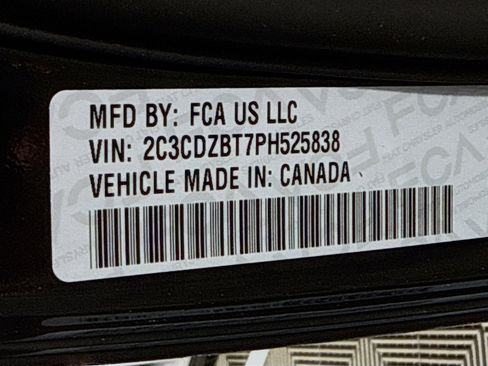 MFD BY: FCA US LLC
VIN: 2C3CDZBT7PH525838
VEHICLE MADE IN: CANADA